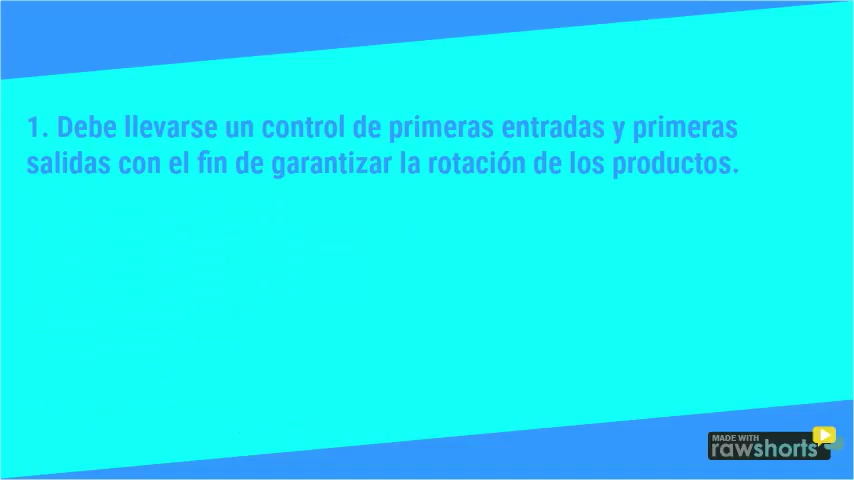 1. Debe llevarse un control de primeras entradas y primeras
salidas con el fin de garantizar la rotación de los productos.
MADE WITH
rawshorts